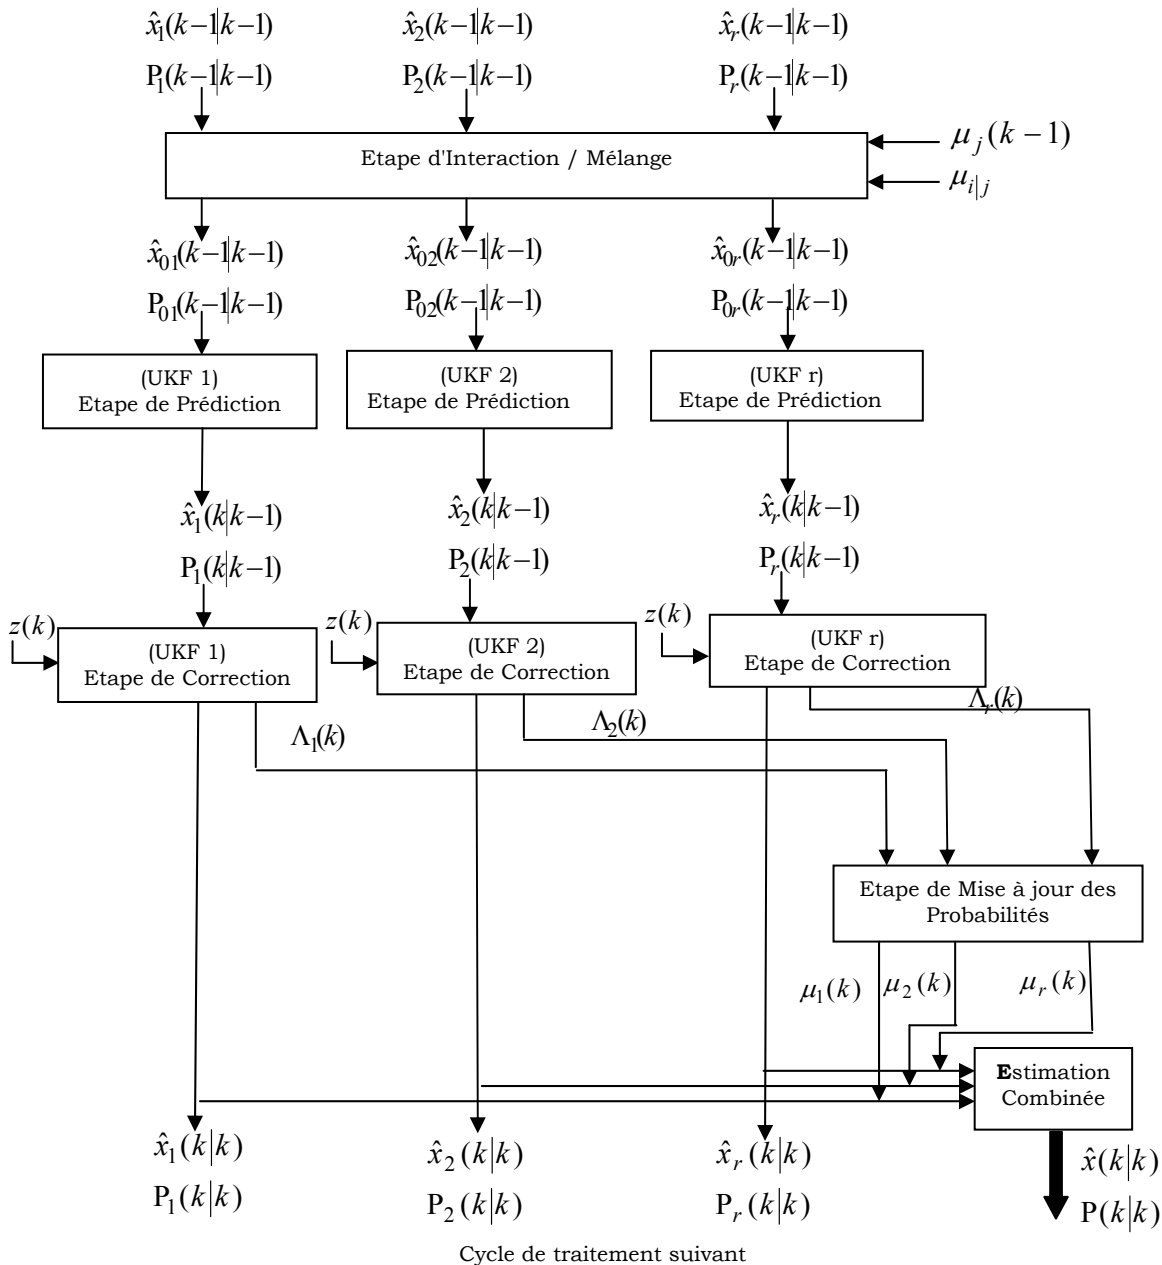 x̂₁(k−1|k−1) x̂₂(k−1|k−1) x̂ᵣ(k−1|k−1)
P₁(k−1|k−1) P₂(k−1|k−1) Pᵣ(k−1|k−1)
μⱼ(k−1)
Etape d'Interaction / Mélange
μᵢ|ⱼ
x̂₀₁(k−1|k−1) x̂₀₂(k−1|k−1) x̂₀ᵣ(k−1|k−1)
P₀₁(k−1|k−1) P₀₂(k−1|k−1) P₀ᵣ(k−1|k−1)
(UKF 1) (UKF 2) (UKF r)
Etape de Prédiction Etape de Prédiction Etape de Prédiction
x̂₁(k|k−1) x̂₂(k|k−1) x̂ᵣ(k|k−1)
P₁(k|k−1) P₂(k|k−1) Pᵣ(k|k−1)
z(k) z(k) z(k)
(UKF 1) (UKF 2) (UKF r)
Etape de Correction Etape de Correction Etape de Correction
Λ₁(k) Λ₂(k) Λᵣ(k)
Etape de Mise à jour des
Probabilités
μ₁(k) μ₂(k) μᵣ(k)
Estimation
Combinée
x̂₁(k|k) x̂₂(k|k) x̂ᵣ(k|k) x̂(k|k)
P₁(k|k) P₂(k|k) Pᵣ(k|k) P(k|k)
Cycle de traitement suivant